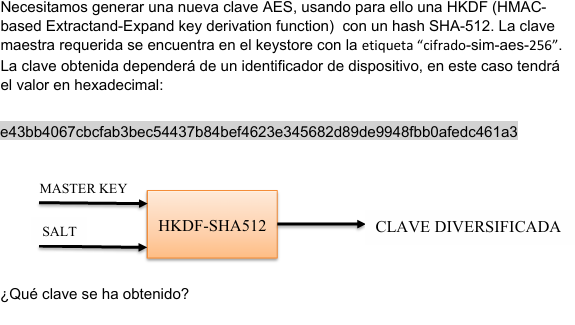 Necesitamos generar una nueva clave AES, usando para ello una HKDF (HMAC-
based Extractand-Expand key derivation function)  con un hash SHA-512. La clave
maestra requerida se encuentra en el keystore con la etiqueta “cifrado-sim-aes-256”.
La clave obtenida dependerá de un identificador de dispositivo, en este caso tendrá
el valor en hexadecimal:
e43bb4067cbcfab3bec54437b84bef4623e345682d89de9948fbb0afedc461a3
MASTER KEY
SALT
HKDF-SHA512
CLAVE DIVERSIFICADA
¿Qué clave se ha obtenido?